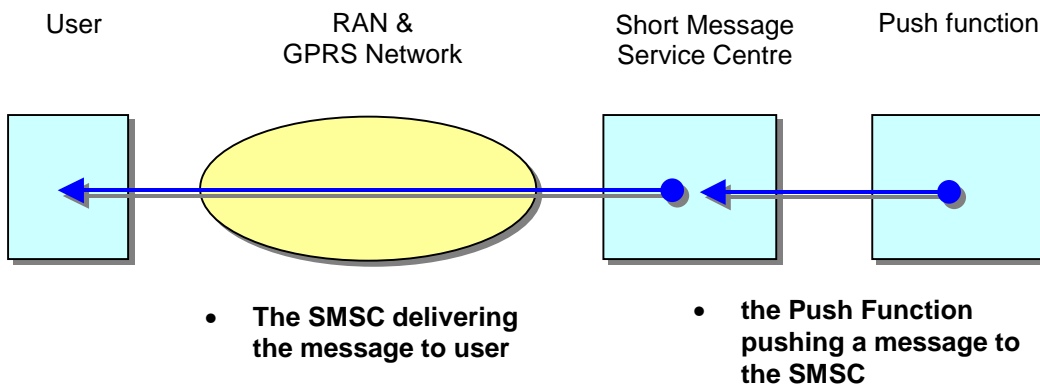 User
RAN &
GPRS Network
Short Message
Service Centre
Push function
• The SMSC delivering
the message to user
• the Push Function
pushing a message to
the SMSC